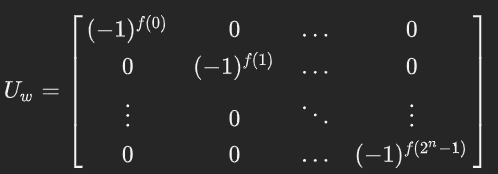 (-1)^{f(0)} 0 … 0
U_w = 0 (-1)^{f(1)} … 0
⋮ 0 ⋱ ⋮
0 0 … (-1)^{f(2^n-1)}